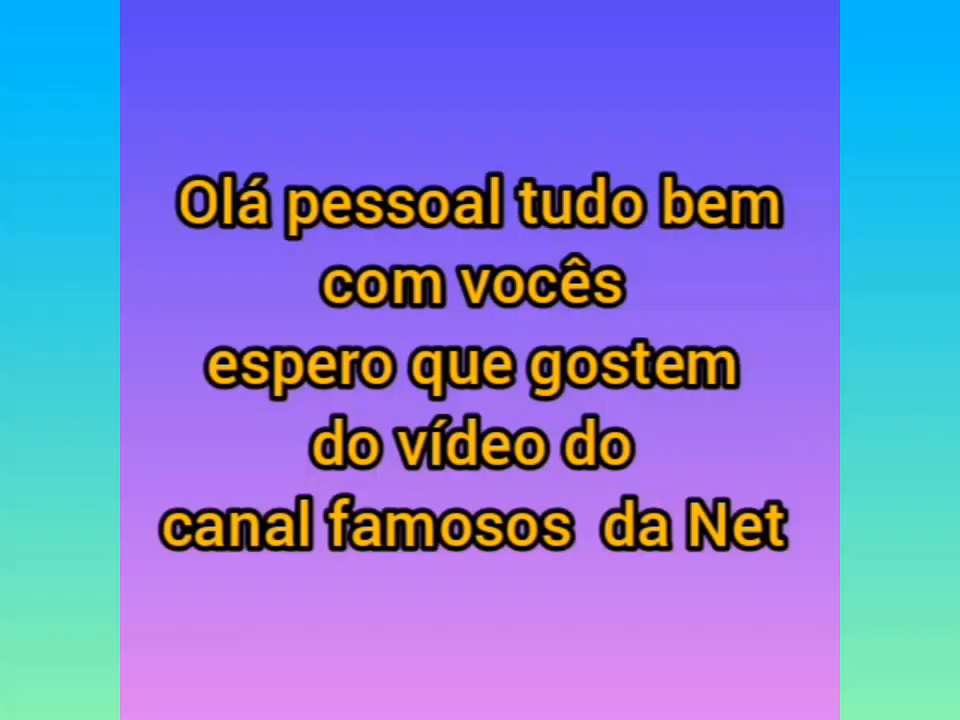 Olá pessoal tudo bem
com vocês
espero que gostem
do vídeo do
canal famosos  da Net